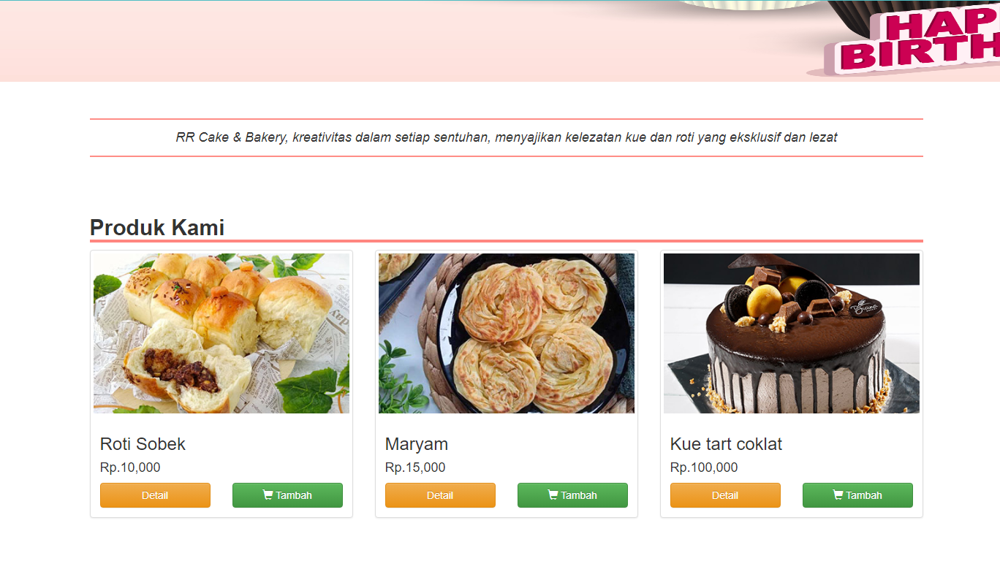 HAP
BIRTH
RR Cake & Bakery, kreativitas dalam setiap sentuhan, menyajikan kelezatan kue dan roti yang eksklusif dan lezat
Produk Kami
Roti Sobek
Rp.10,000
Detail
Tambah
Maryam
Rp.15,000
Detail
Tambah
Kue tart coklat
Rp.100,000
Detail
Tambah